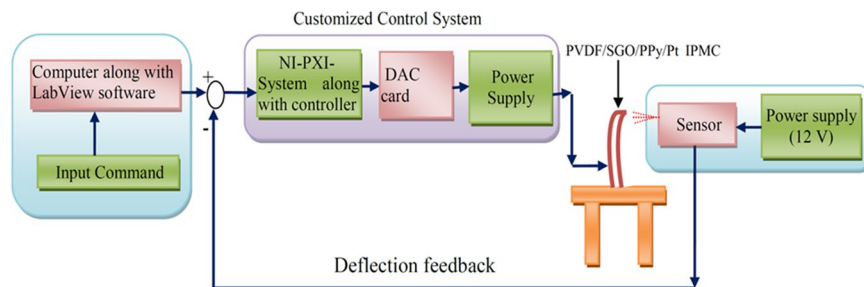 Customized Control System
Computer along with
LabView software
Input Command
+
-
NI-PXI-
System along
with controller
DAC
card
Power
Supply
PVDF/SGO/PPy/Pt IPMC
Sensor
Power supply
(12 V)
Deflection feedback